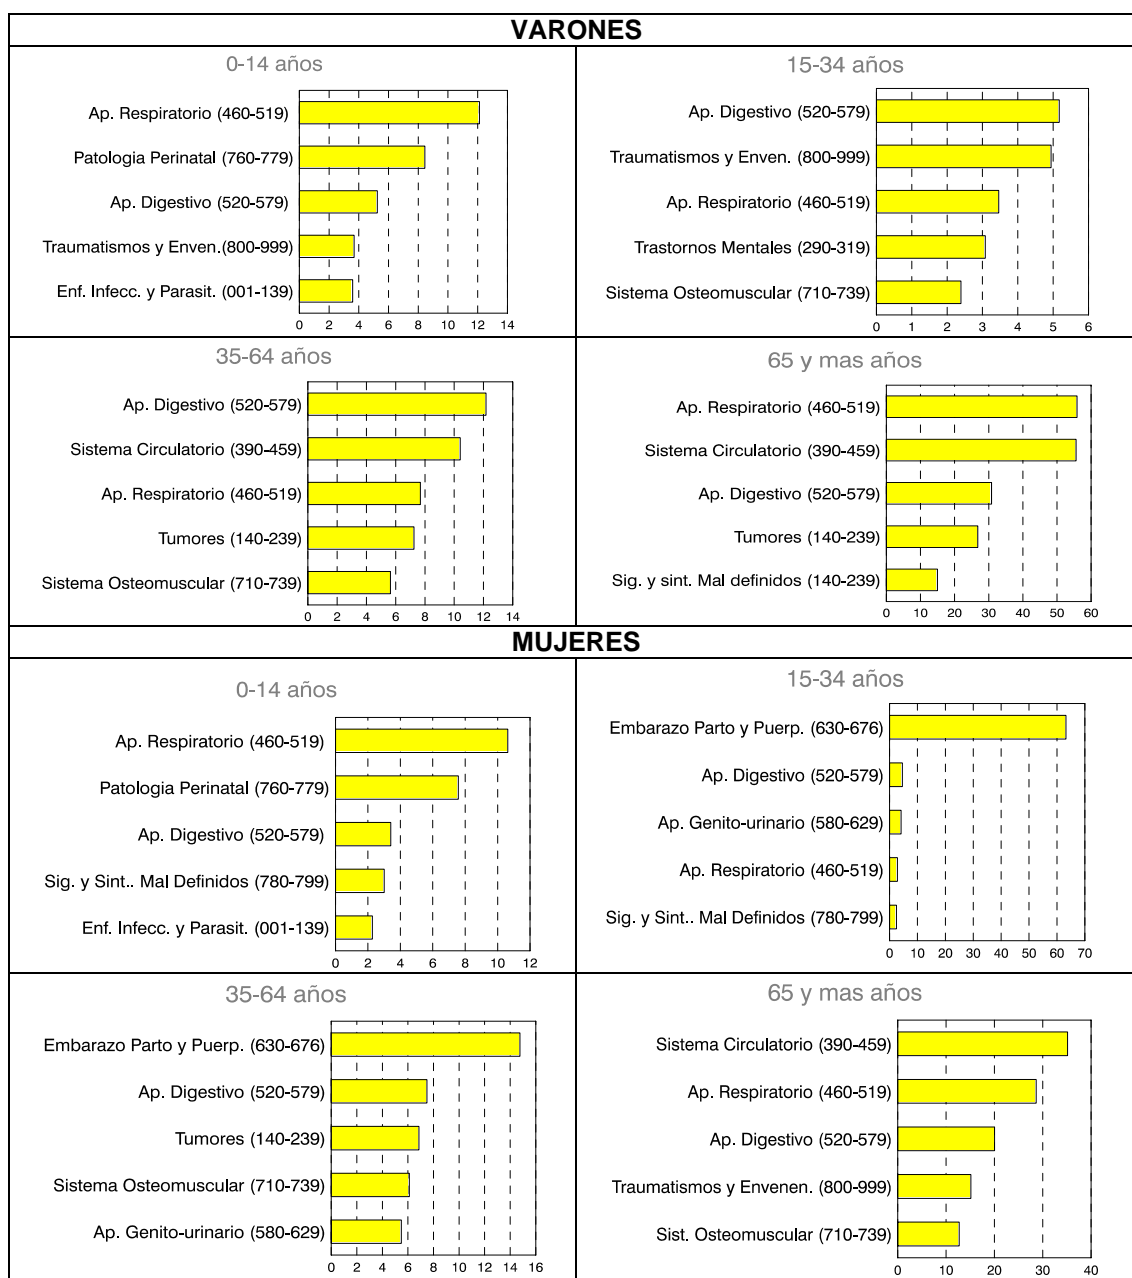 VARONES
0-14 años
Ap. Respiratorio (460-519)
Patologia Perinatal (760-779)
Ap. Digestivo (520-579)
Traumatismos y Enven.(800-999)
Enf. Infecc. y Parasit. (001-139)
0 2 4 6 8 10 12 14
15-34 años
Ap. Digestivo (520-579)
Traumatismos y Enven. (800-999)
Ap. Respiratorio (460-519)
Trastornos Mentales (290-319)
Sistema Osteomuscular (710-739)
0 1 2 3 4 5 6
35-64 años
Ap. Digestivo (520-579)
Sistema Circulatorio (390-459)
Ap. Respiratorio (460-519)
Tumores (140-239)
Sistema Osteomuscular (710-739)
0 2 4 6 8 10 12 14
65 y mas años
Ap. Respiratorio (460-519)
Sistema Circulatorio (390-459)
Ap. Digestivo (520-579)
Tumores (140-239)
Sig. y sint. Mal definidos (140-239)
0 10 20 30 40 50 60
MUJERES
0-14 años
Ap. Respiratorio (460-519)
Patologia Perinatal (760-779)
Ap. Digestivo (520-579)
Sig. y Sint.. Mal Definidos (780-799)
Enf. Infecc. y Parasit. (001-139)
0 2 4 6 8 10 12
15-34 años
Embarazo Parto y Puerp. (630-676)
Ap. Digestivo (520-579)
Ap. Genito-urinario (580-629)
Ap. Respiratorio (460-519)
Sig. y Sint.. Mal Definidos (780-799)
0 10 20 30 40 50 60 70
35-64 años
Embarazo Parto y Puerp. (630-676)
Ap. Digestivo (520-579)
Tumores (140-239)
Sistema Osteomuscular (710-739)
Ap. Genito-urinario (580-629)
0 2 4 6 8 10 12 14 16
65 y mas años
Sistema Circulatorio (390-459)
Ap. Respiratorio (460-519)
Ap. Digestivo (520-579)
Traumatismos y Envenen. (800-999)
Sist. Osteomuscular (710-739)
0 10 20 30 40